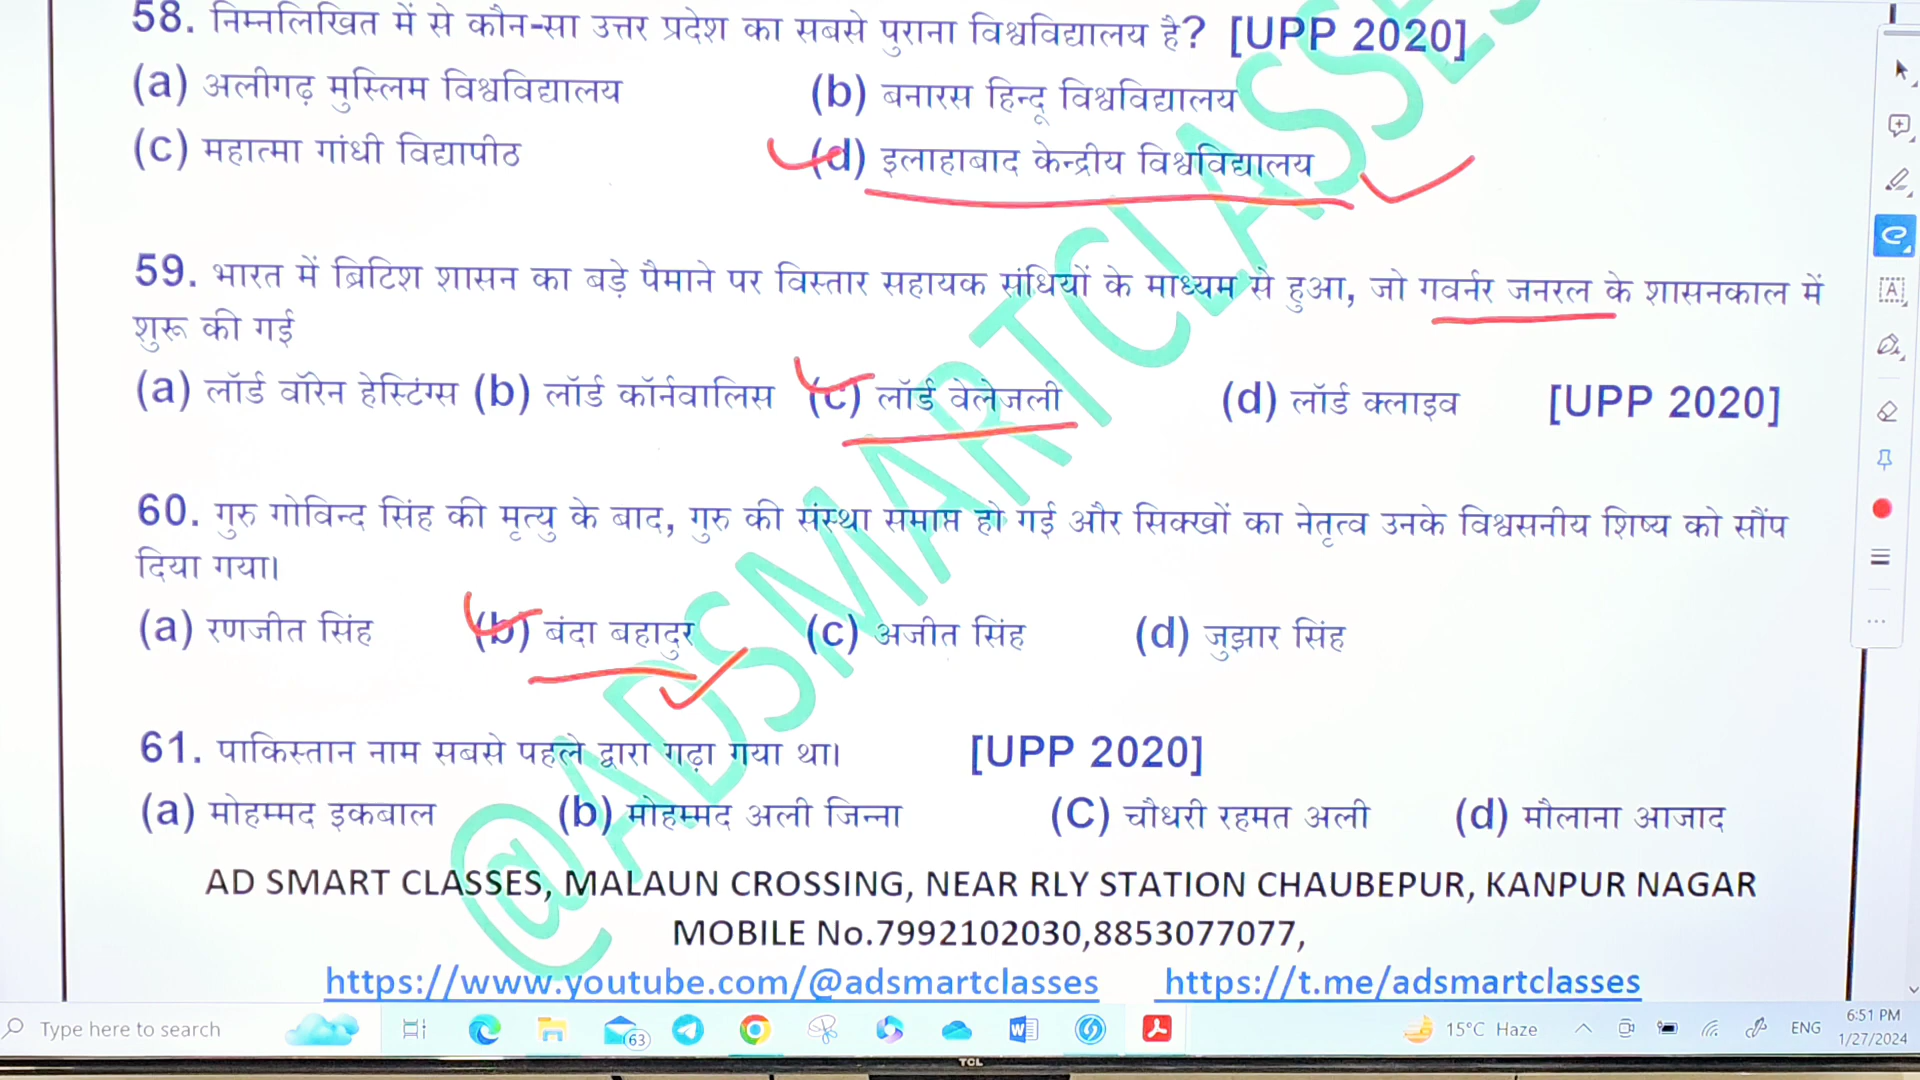 58. निम्नलिखित में से कौन-सा उत्तर प्रदेश का सबसे पुराना विश्वविद्यालय है? [UPP 2020]
(a) अलीगढ़ मुस्लिम विश्वविद्यालय (b) बनारस हिन्दू विश्वविद्यालय
(c) महात्मा गांधी विद्यापीठ (d) इलाहाबाद केन्द्रीय विश्वविद्यालय
59. भारत में ब्रिटिश शासन का बड़े पैमाने पर विस्तार सहायक संधियों के माध्यम से हुआ, जो गवर्नर जनरल के शासनकाल में
शुरू की गई
(a) लॉर्ड वॉरेन हेस्टिंग्स (b) लॉर्ड कॉर्नवालिस (c) लॉर्ड वेलेजली (d) लॉर्ड क्लाइव [UPP 2020]
60. गुरु गोविन्द सिंह की मृत्यु के बाद, गुरु की संस्था समाप्त हो गई और सिक्खों का नेतृत्व उनके विश्वसनीय शिष्य को सौंप
दिया गया।
(a) रणजीत सिंह (b) बंदा बहादुर (c) अजीत सिंह (d) जुझार सिंह
61. पाकिस्तान नाम सबसे पहले द्वारा गढ़ा गया था। [UPP 2020]
(a) मोहम्मद इकबाल (b) मोहम्मद अली जिन्ना (C) चौधरी रहमत अली (d) मौलाना आजाद
@ADSMARTCLASSES
AD SMART CLASSES, MALAUN CROSSING, NEAR RLY STATION CHAUBEPUR, KANPUR NAGAR
MOBILE No.7992102030,8853077077,
https://www.youtube.com/@adsmartclasses https://t.me/adsmartclasses
Type here to search 63 15°C Haze ENG 6:51 PM
1/27/2024
TCL